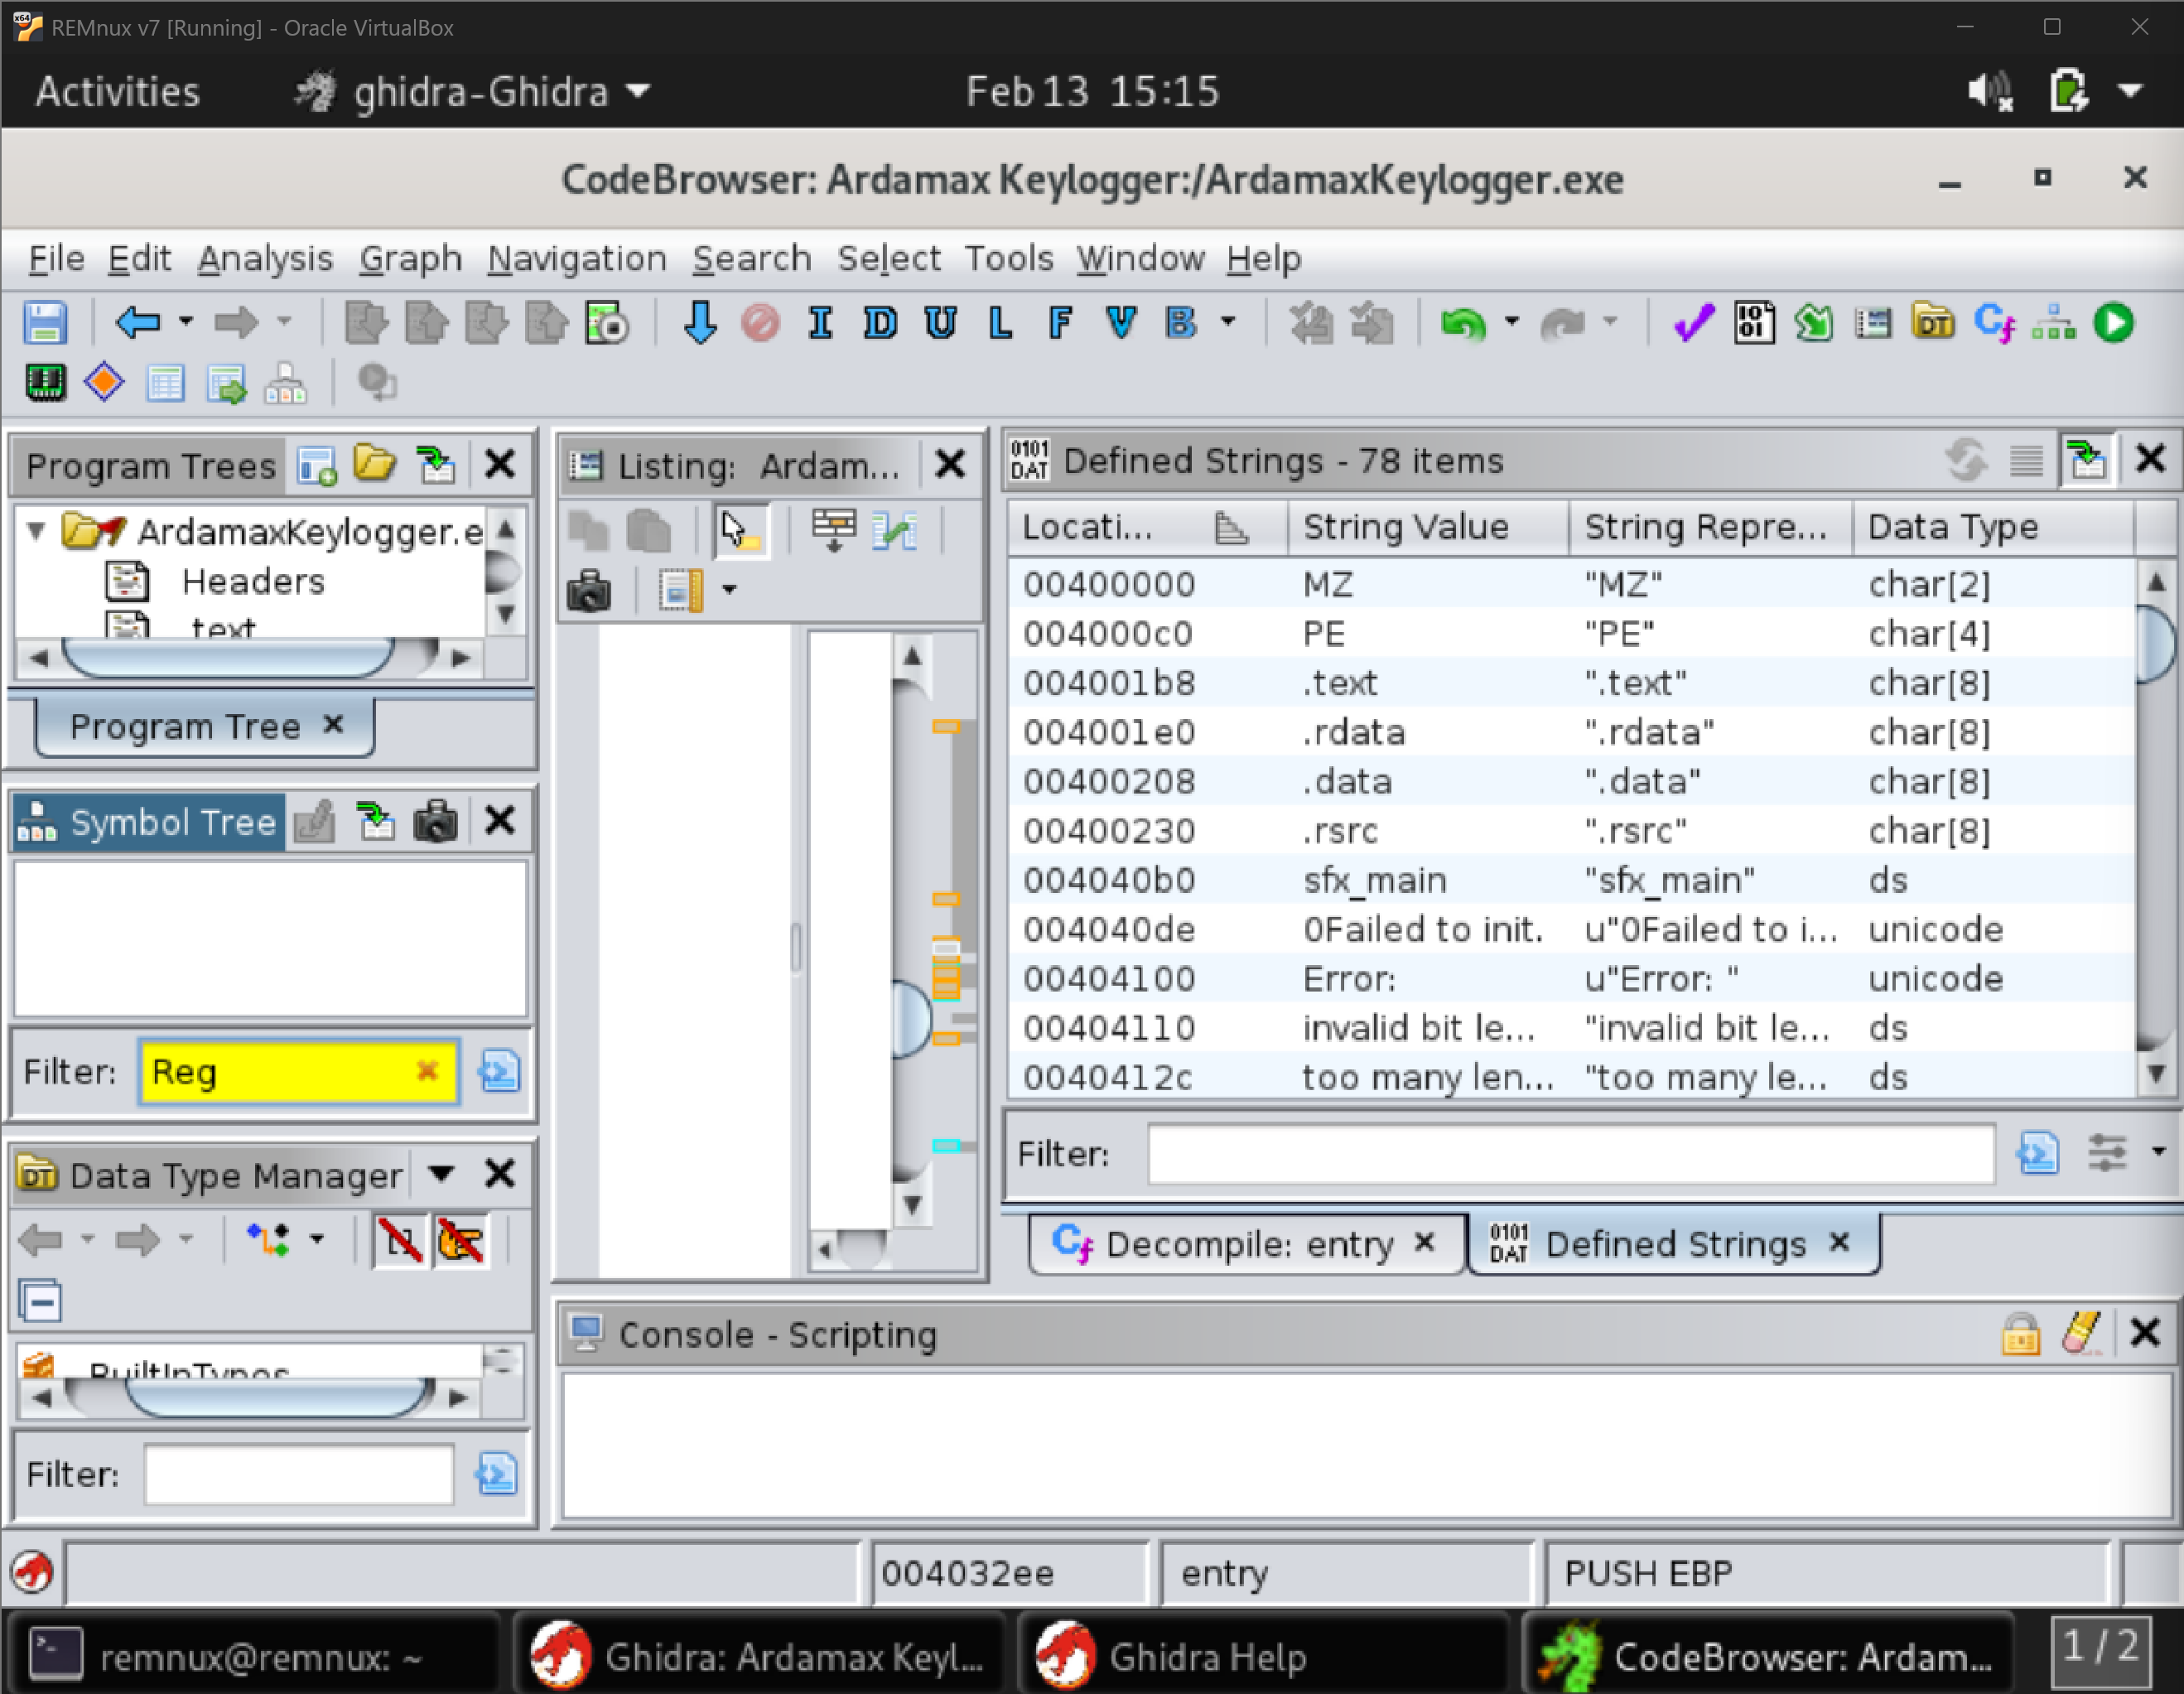 REMnux v7 [Running] - Oracle VirtualBox
Activities ghidra-Ghidra Feb 13 15:15
CodeBrowser: Ardamax Keylogger:/ArdamaxKeylogger.exe
File Edit Analysis Graph Navigation Search Select Tools Window Help
I D U L F V B
Program Trees
ArdamaxKeylogger.e
Headers
.text
Program Tree
Symbol Tree
Filter: Reg
Data Type Manager
BuiltInTypes
Filter:
Listing: Ardam...
Defined Strings - 78 items
Locati... String Value String Repre... Data Type
00400000 MZ "MZ" char[2]
004000c0 PE "PE" char[4]
004001b8 .text ".text" char[8]
004001e0 .rdata ".rdata" char[8]
00400208 .data ".data" char[8]
00400230 .rsrc ".rsrc" char[8]
004040b0 sfx_main "sfx_main" ds
004040de 0Failed to init. u"0Failed to i... unicode
00404100 Error: u"Error: " unicode
00404110 invalid bit le... "invalid bit le... ds
0040412c too many len... "too many le... ds
Filter:
Decompile: entry Defined Strings
Console - Scripting
004032ee entry PUSH EBP
remnux@remnux: ~ Ghidra: Ardamax Keyl... Ghidra Help CodeBrowser: Ardam... 1 / 2